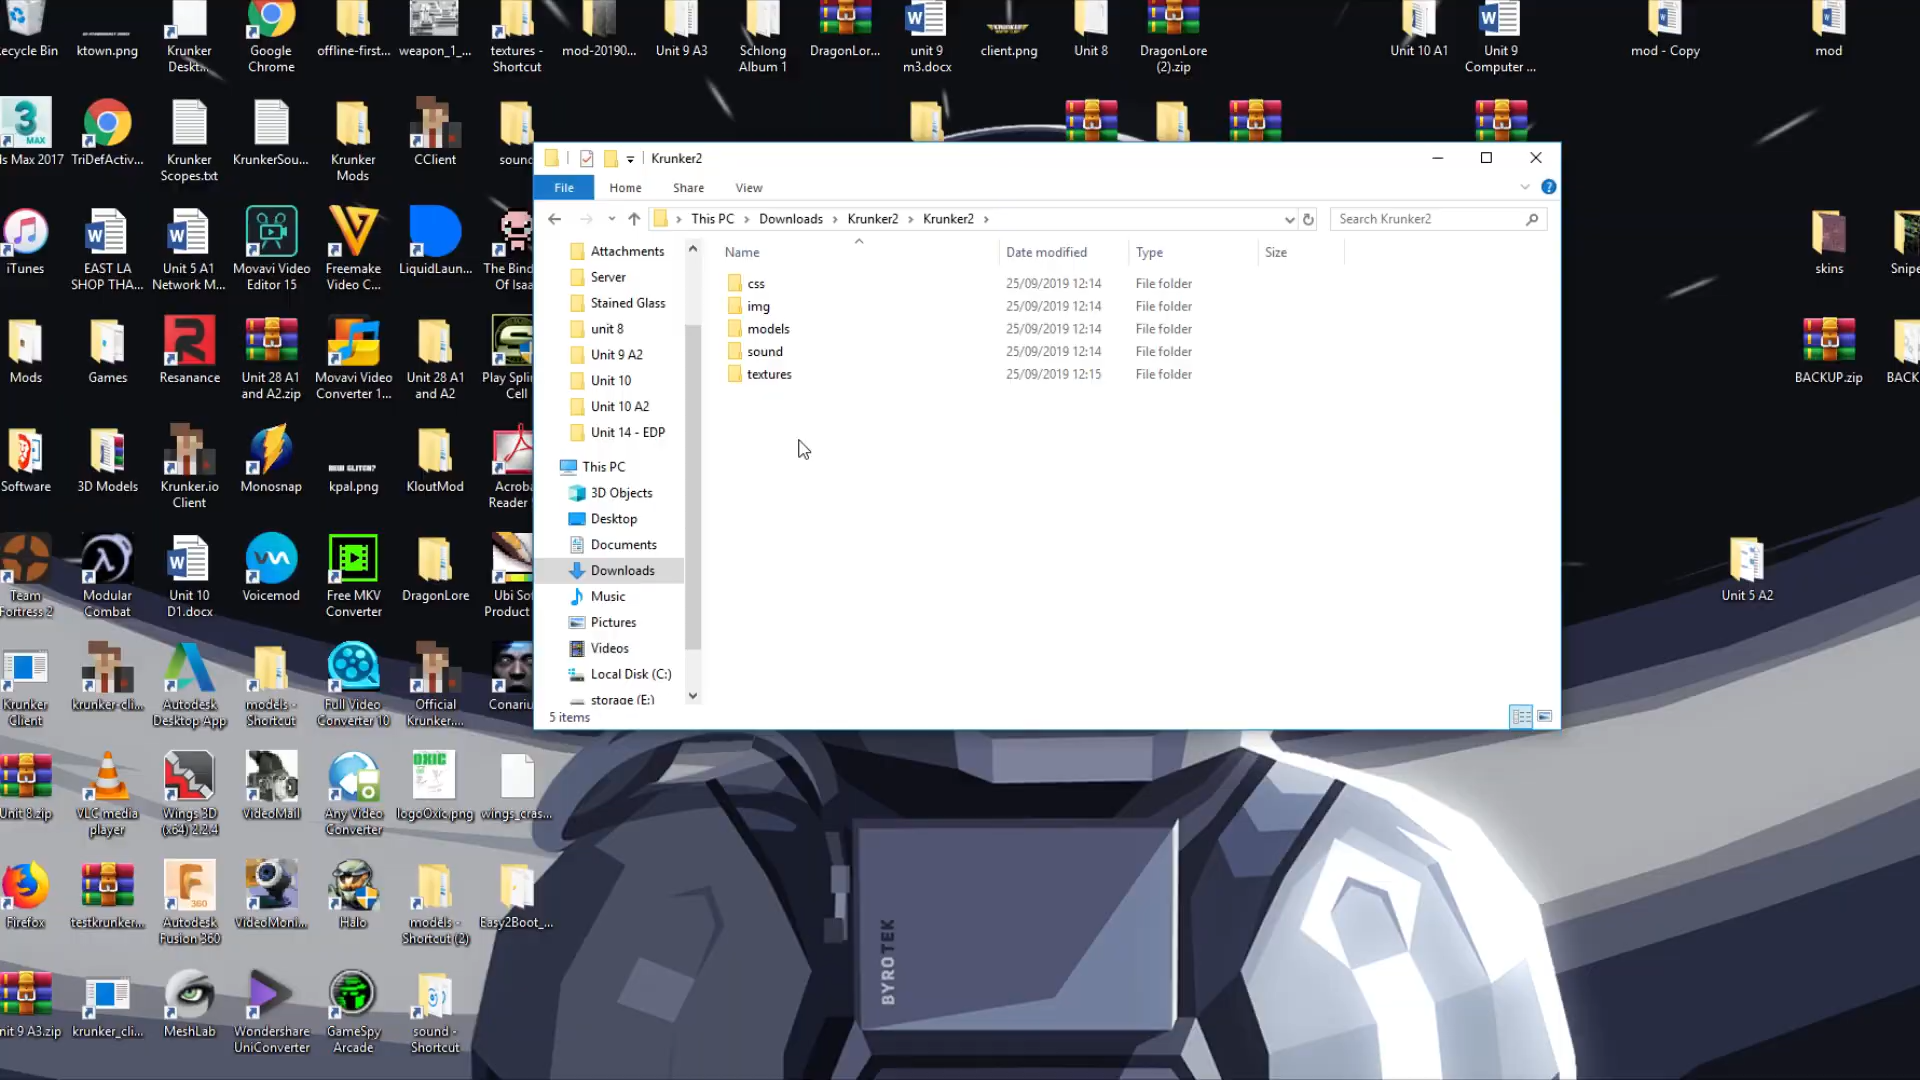 ecycle Bin
ktown.png
Krunker
Deskt...
Google
Chrome
offline-first...
weapon_1_...
textures -
Shortcut
mod-20190...
Unit 9 A3
Schlong
Album 1
DragonLor...
unit 9
m3.docx
client.png
Unit 8
DragonLore
(2).zip
Unit 10 A1
Unit 9
Computer ...
mod - Copy
mod
ds Max 2017
TriDefActiv...
Krunker
Scopes.txt
KrunkerSou...
Krunker
Mods
CClient
soun
iTunes
EAST LA
SHOP THA...
Unit 5 A1
Network M...
Movavi Video
Editor 15
Freemake
Video C...
LiquidLaun...
The Bind
Of Isaa
Mods
Games
Resanance
Unit 28 A1
and A2.zip
Movavi Video
Converter 1...
Unit 28 A1
and A2
Play Splin
Cell
Software
3D Models
Krunker.io
Client
Monosnap
NOW GLITCH?
kpal.png
KloutMod
Acroba
Reader
Team
Fortress 2
Modular
Combat
Unit 10
D1.docx
Voicemod
Free MKV
Converter
DragonLore
Ubi Sof
Product
Krunker
Client
krunker-cli...
Autodesk
Desktop App
models -
Shortcut
Full Video
Converter 10
Official
Krunker....
Conariu
Unit 8.zip
VLC media
player
Wings 3D
(x64) 2.2.4
VideoMail
Any Video
Converter
OXIC
logoOxic.png
wings_cras...
Firefox
testkrunker...
Autodesk
Fusion 360
VideoMoni...
Halo
models -
Shortcut (2)
Easy2Boot_...
nit 9 A3.zip
krunker_cli...
MeshLab
Wondershare
UniConverter
GameSpy
Arcade
sound -
Shortcut
Krunker2
File
Home
Share
View
This PC
Downloads
Krunker2
Krunker2
Search Krunker2
Name
Date modified
Type
Size
css 25/09/2019 12:14 File folder
img 25/09/2019 12:14 File folder
models 25/09/2019 12:14 File folder
sound 25/09/2019 12:14 File folder
textures 25/09/2019 12:15 File folder
Attachments
Server
Stained Glass
unit 8
Unit 9 A2
Unit 10
Unit 10 A2
Unit 14 - EDP
This PC
3D Objects
Desktop
Documents
Downloads
Music
Pictures
Videos
Local Disk (C:)
storage (E:)
5 items
skins
Snipe
BACKUP.zip
BACK
Unit 5 A2
BYROTEK